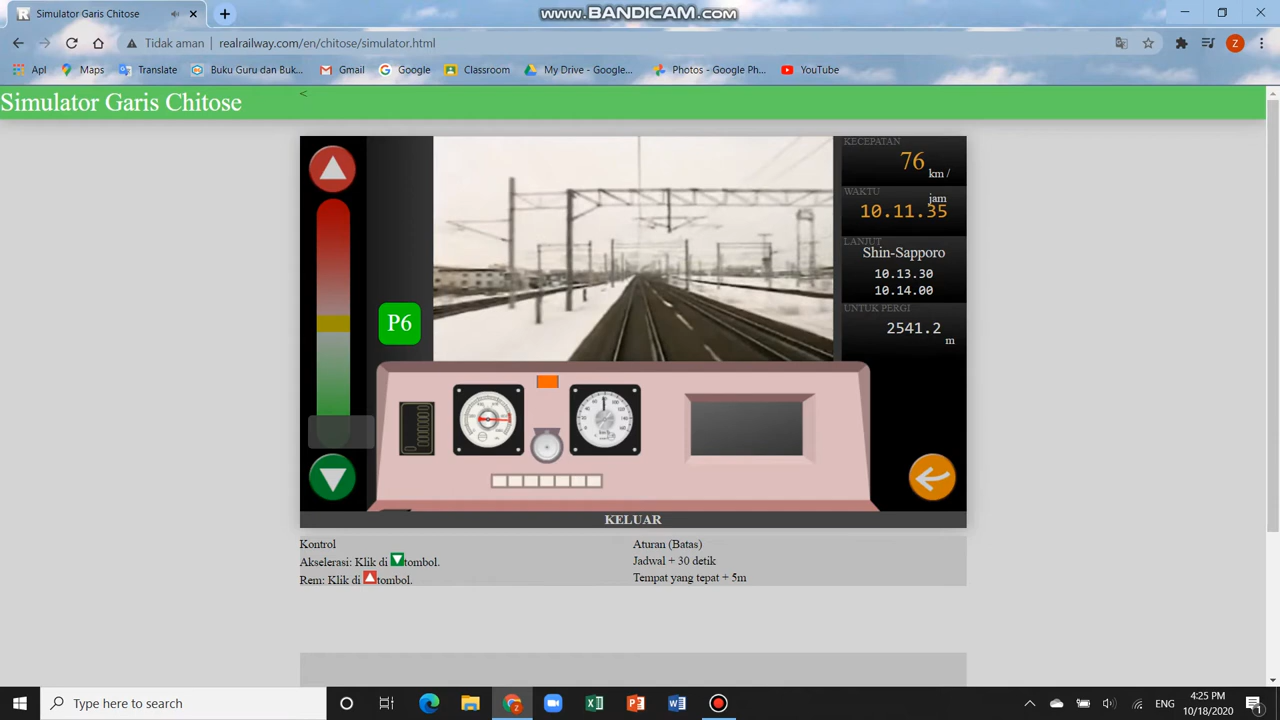 Simulator Garis Chitose
www.BANDICAM.com
Tidak aman
realrailway.com/en/chitose/simulator.html
Z
Apl
Maps
Translate
Buku Guru dan Buk...
Gmail
Google
Classroom
My Drive - Google...
Photos - Google Ph...
YouTube
Simulator Garis Chitose
<
KECEPATAN
76
km /
jam
WAKTU
10.11.35
LANJUT
Shin-Sapporo
10.13.30
10.14.00
UNTUK PERGI
2541.2
m
P6
KELUAR
Kontrol
Akselerasi: Klik di tombol.
Rem: Klik di tombol.
Aturan (Batas)
Jadwal + 30 detik
Tempat yang tepat + 5m
Type here to search
ENG
4:25 PM
10/18/2020